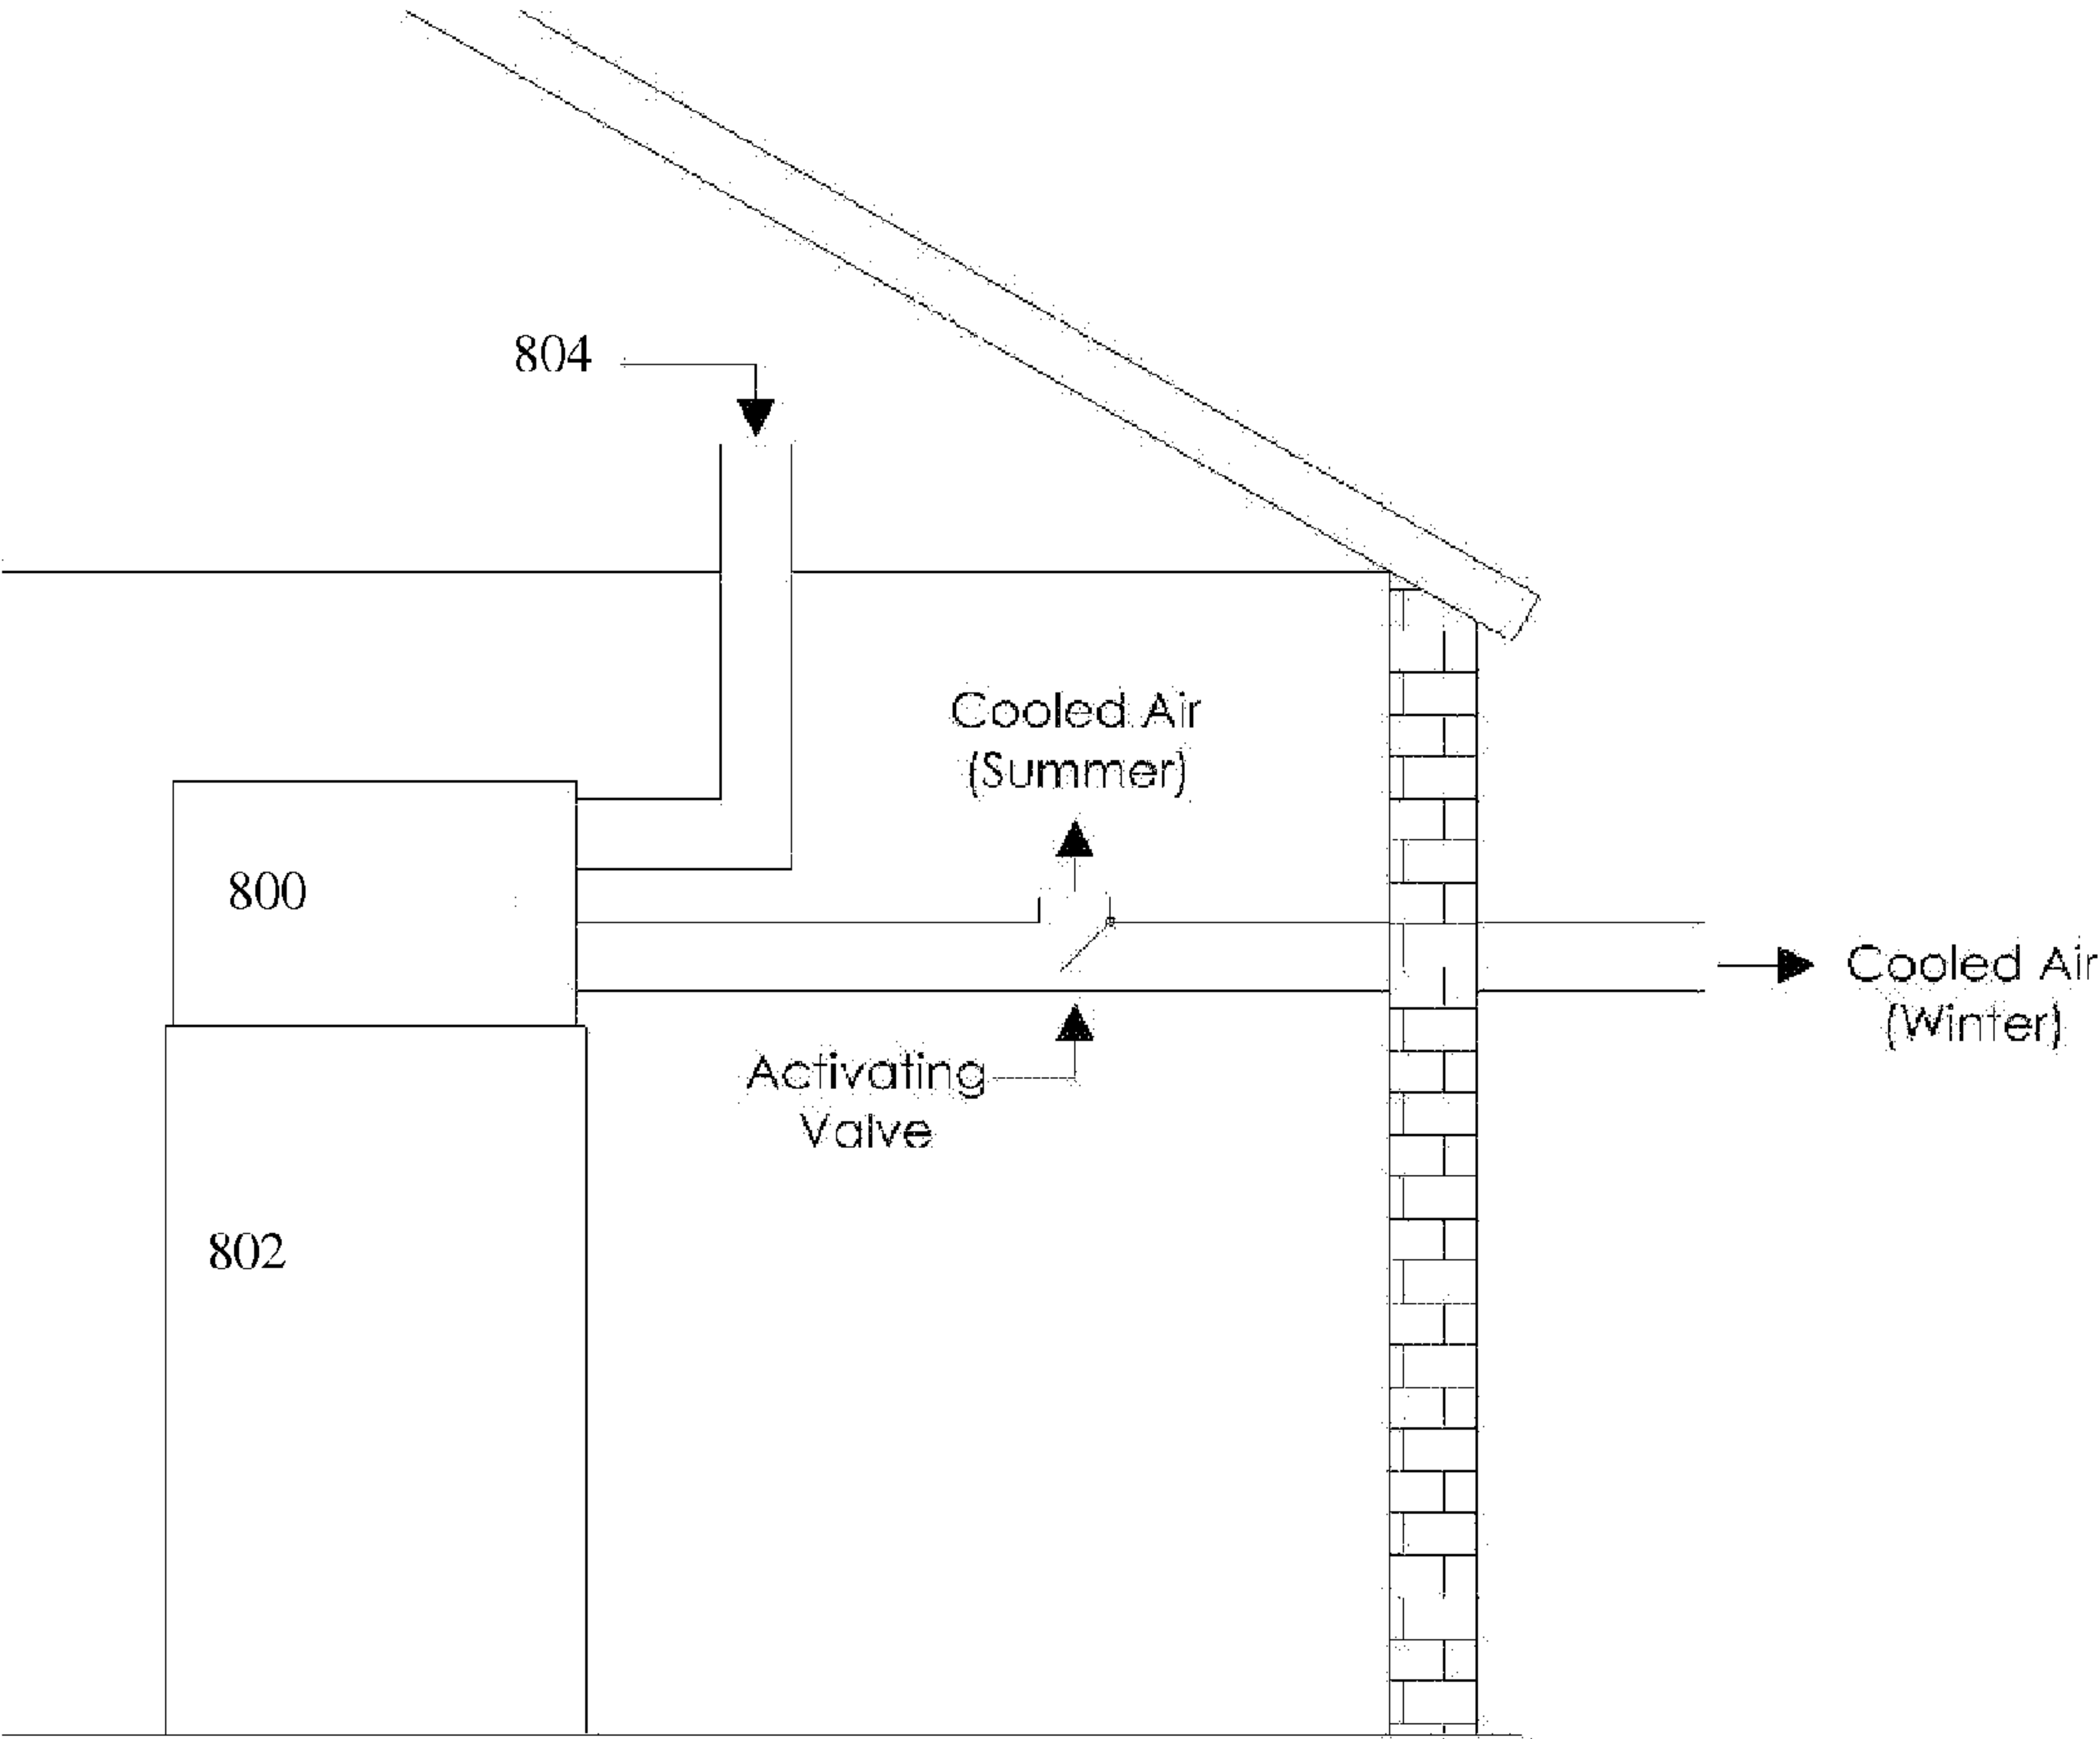 804
Cooled Air
(Summer)
800
Cooled Air
(Winter)
Activating
Valve
802